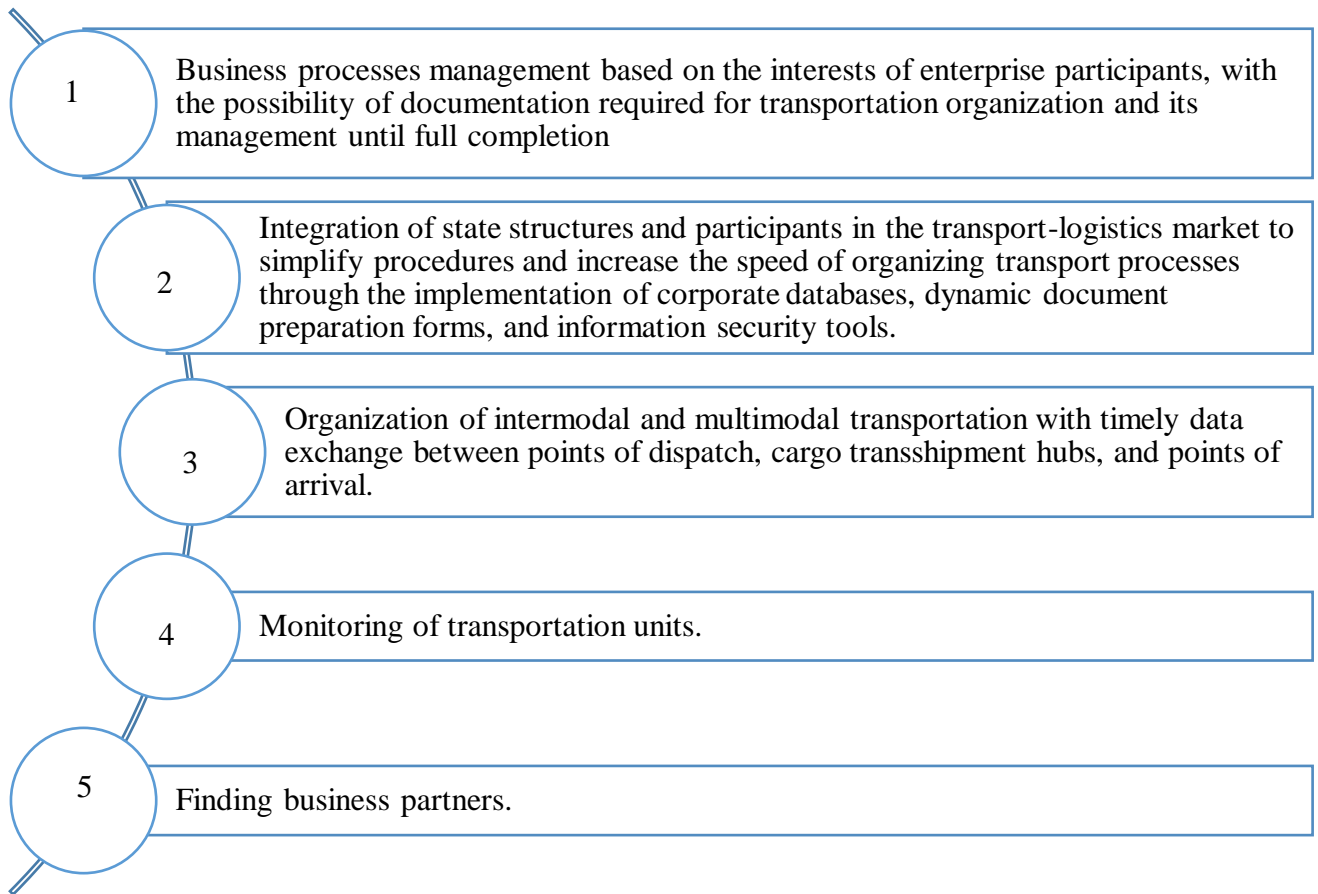 1
Business processes management based on the interests of enterprise participants, with
the possibility of documentation required for transportation organization and its
management until full completion
2
Integration of state structures and participants in the transport-logistics market to
simplify procedures and increase the speed of organizing transport processes
through the implementation of corporate databases, dynamic document
preparation forms, and information security tools.
3
Organization of intermodal and multimodal transportation with timely data
exchange between points of dispatch, cargo transshipment hubs, and points of
arrival.
4
Monitoring of transportation units.
5
Finding business partners.